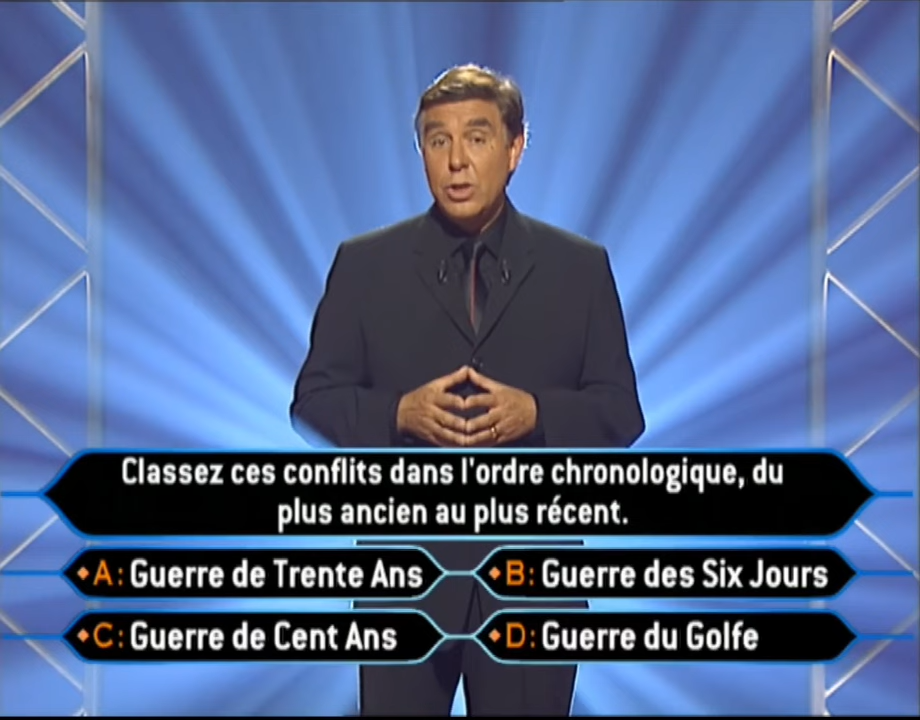 Classez ces conflits dans l'ordre chronologique, du
plus ancien au plus récent.
A: Guerre de Trente Ans
B: Guerre des Six Jours
C: Guerre de Cent Ans
D: Guerre du Golfe